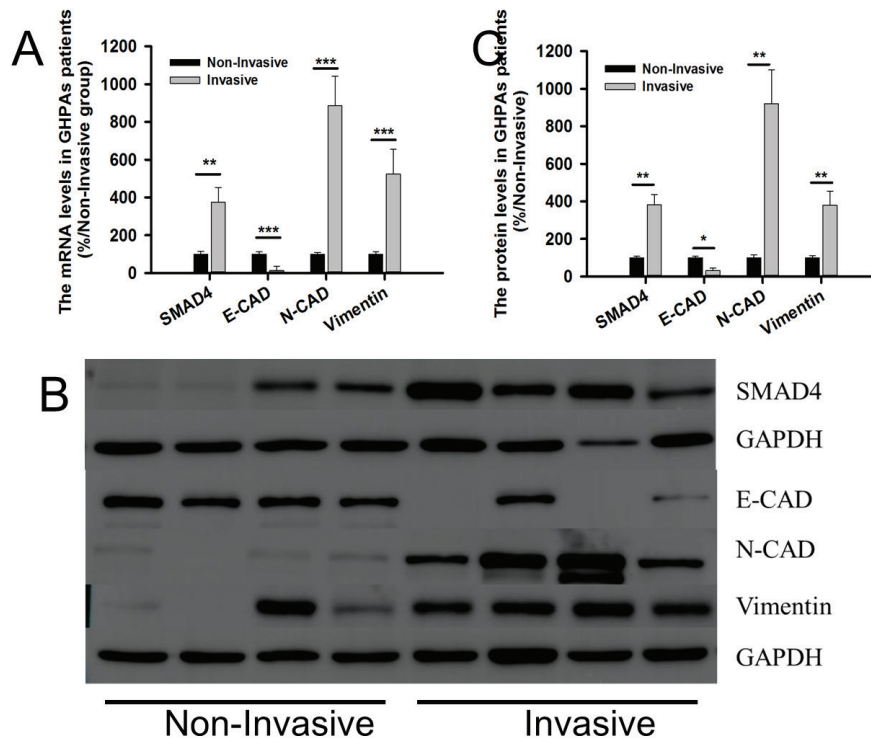 A
The mRNA levels in GHPAs patients
(%/Non-Invasive group)
1200
1000
800
600
400
200
0
Non-Invasive
Invasive
**
***
***
***
SMAD4
E-CAD
N-CAD
Vimentin
C
The protein levels in GHPAs patients
(%/Non-Invasive)
1200
1000
800
600
400
200
0
Non-Invasive
Invasive
**
*
**
**
SMAD4
E-CAD
N-CAD
Vimentin
B
SMAD4
GAPDH
E-CAD
N-CAD
Vimentin
GAPDH
Non-Invasive
Invasive